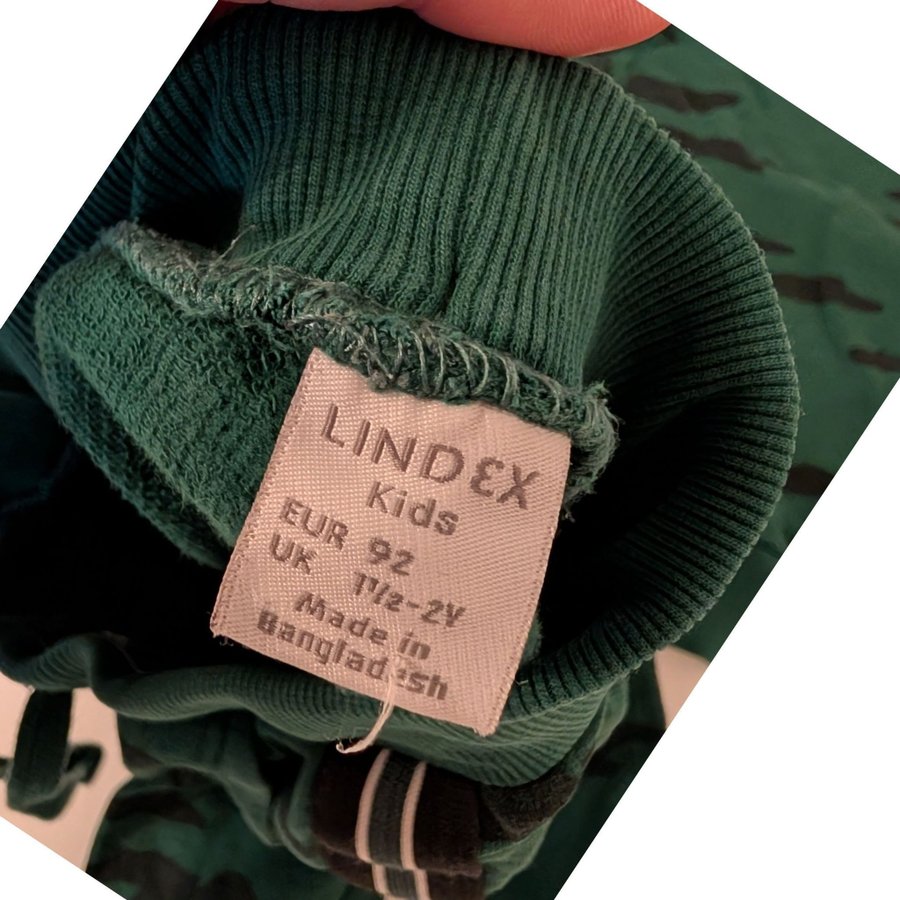 LINDEX
Kids
EUR 92
UK 1½-2Y
Made in
Bangladesh